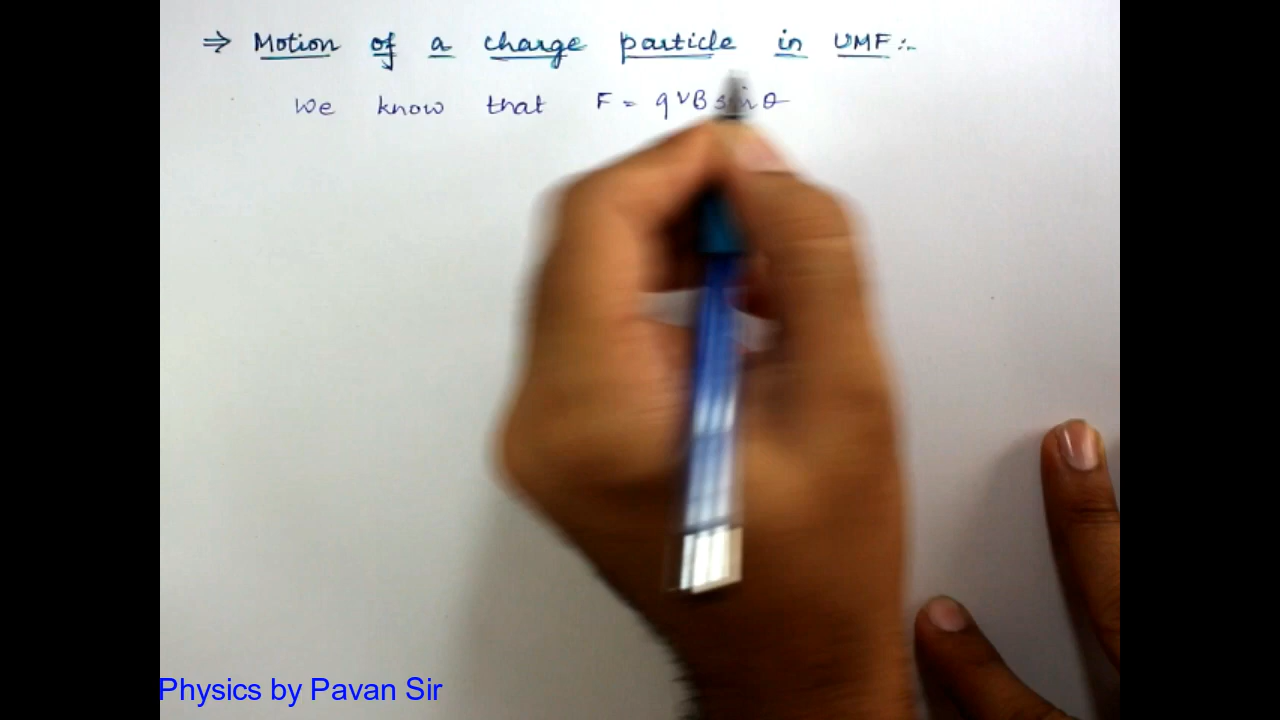 ⇒ Motion of a charge particle in UMF:-
We know that F = qvB sinθ
Physics by Pavan Sir